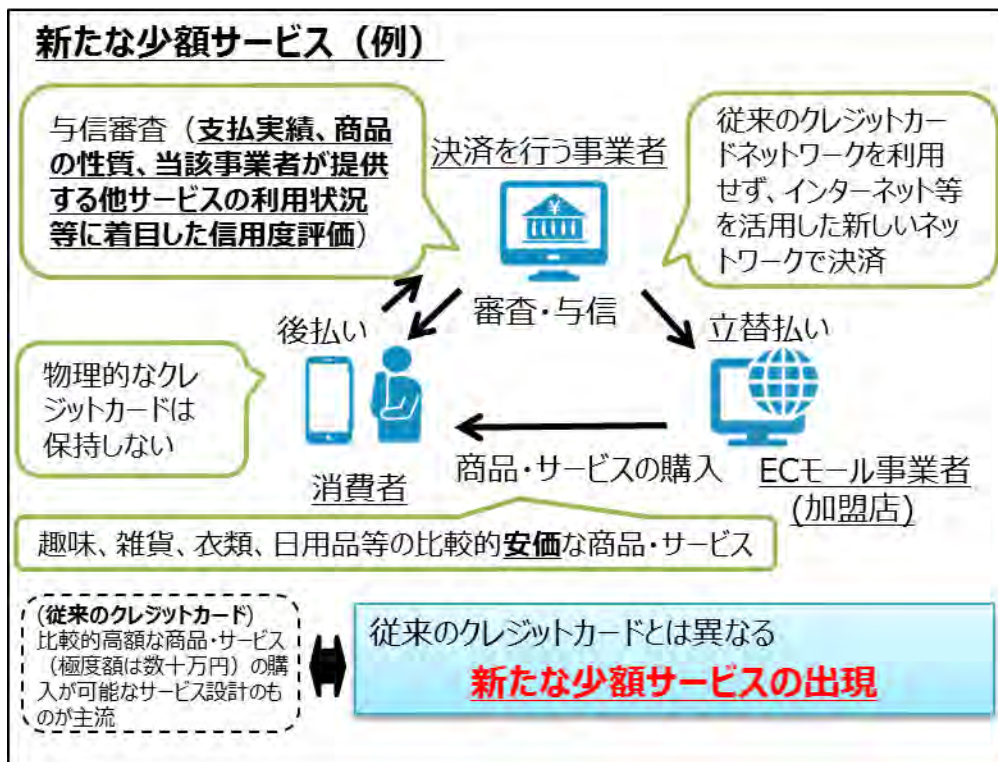 新たな少額サービス（例）
与信審査（支払実績、商品
の性質、当該事業者が提供
する他サービスの利用状況
等に着目した信用度評価）
決済を行う事業者
¥
従来のクレジットカー
ドネットワークを利用
せず、インターネット等
を活用した新しいネッ
トワークで決済
後払い
審査・与信
立替払い
物理的なクレ
ジットカードは
保持しない
消費者
商品・サービスの購入
ECモール事業者
(加盟店)
趣味、雑貨、衣類、日用品等の比較的安価な商品・サービス
(従来のクレジットカード)
比較的高額な商品・サービス
（極度額は数十万円）の購
入が可能なサービス設計のも
のが主流
従来のクレジットカードとは異なる
新たな少額サービスの出現